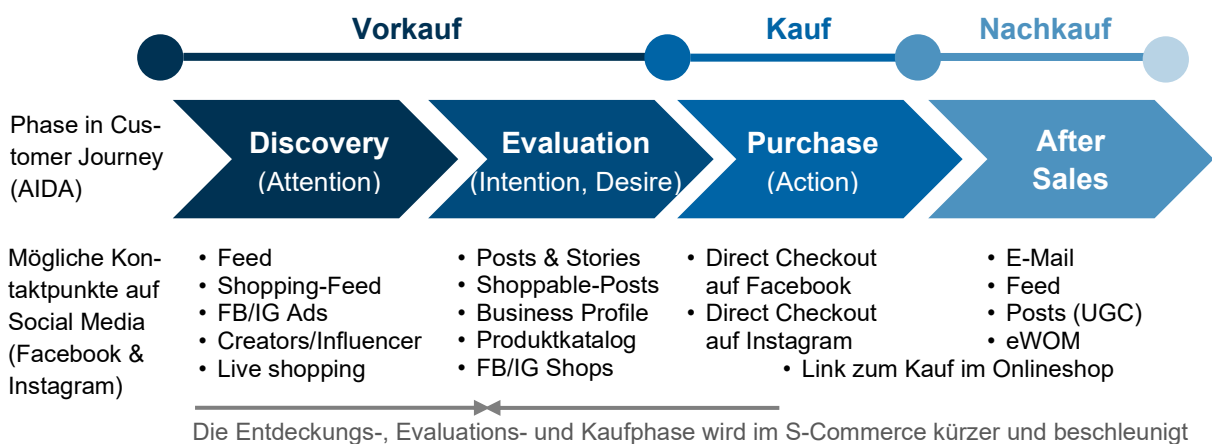 Vorkauf
Kauf
Nachkauf
Phase in Cus-
tomer Journey
(AIDA)
Discovery
(Attention)
Evaluation
(Intention, Desire)
Purchase
(Action)
After
Sales
Mögliche Kon-
taktpunkte auf
Social Media
(Facebook &
Instagram)
• Feed
• Shopping-Feed
• FB/IG Ads
• Creators/Influencer
• Live shopping
• Posts & Stories
• Shoppable-Posts
• Business Profile
• Produktkatalog
• FB/IG Shops
• Direct Checkout
auf Facebook
• Direct Checkout
auf Instagram
• Link zum Kauf im Onlineshop
• E-Mail
• Feed
• Posts (UGC)
• eWOM
Die Entdeckungs-, Evaluations- und Kaufphase wird im S-Commerce kürzer und beschleunigt